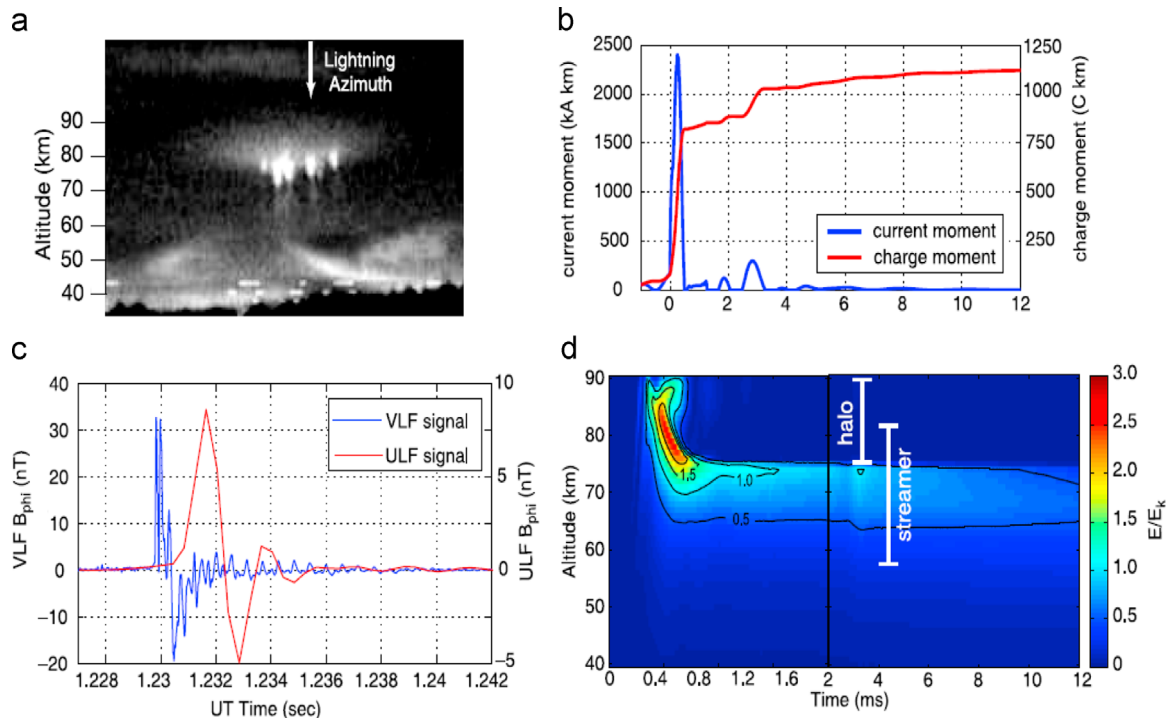 a
Lightning
Azimuth
Altitude (km)
90
80
70
60
50
40
b
current moment (kA km)
2500
2000
1500
1000
500
0
0 2 4 6 8 10 12
1250
1000
750
500
250
charge moment (C km)
current moment
charge moment
c
VLF Bphi (nT)
40
30
20
10
0
−10
−20
1.228 1.23 1.232 1.234 1.236 1.238 1.24 1.242
UT Time (sec)
10
5
0
−5
ULF Bphi (nT)
VLF signal
ULF signal
d
Altitude (km)
90
80
70
60
50
40
0 0.4 0.8 1.2 1.6 2 4 6 8 10 12
Time (ms)
1.5
1.0
0.5
halo
streamer
3.0
2.5
2.0
1.5
1.0
0.5
0
E/Ek